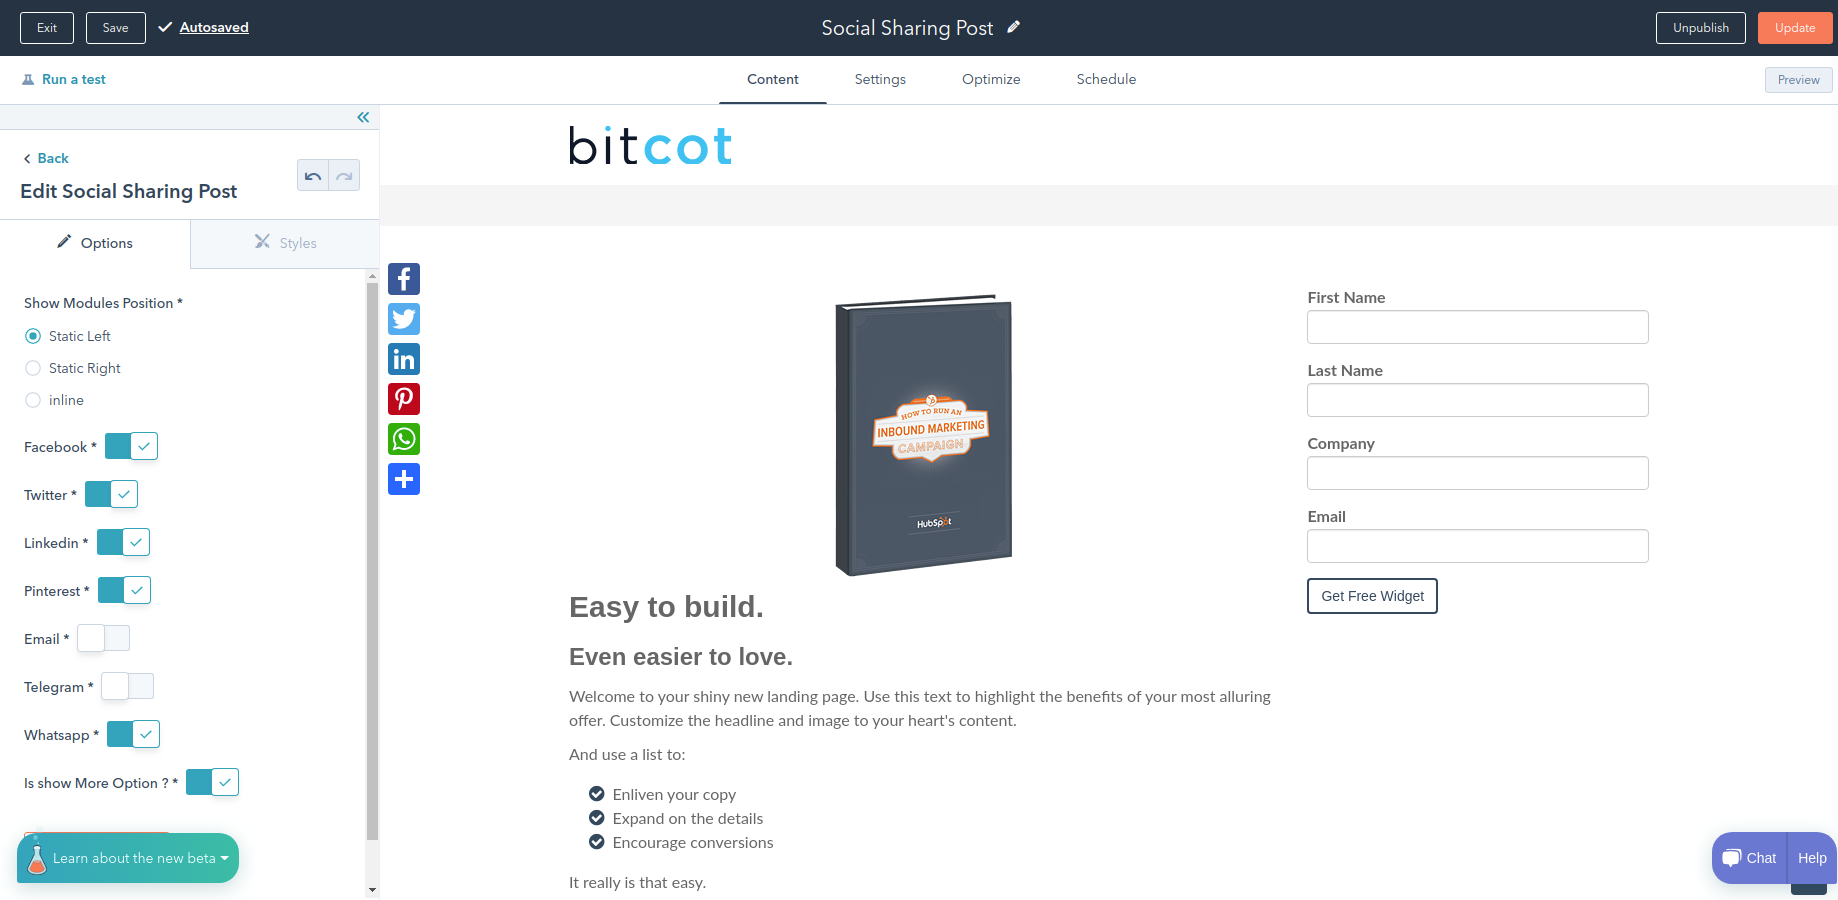 Exit
Save
Autosaved
Social Sharing Post
Unpublish
Update
Run a test
Content
Settings
Optimize
Schedule
Preview
Back
Edit Social Sharing Post
Options
Styles
Show Modules Position *
Static Left
Static Right
inline
Facebook *
Twitter *
Linkedin *
Pinterest *
Email *
Telegram *
Whatsapp *
Is show More Option ? *
Learn about the new beta
bitcot
HOW TO RUN AN
INBOUND MARKETING
CAMPAIGN
HubSpot
Easy to build.
Even easier to love.
Welcome to your shiny new landing page. Use this text to highlight the benefits of your most alluring
offer. Customize the headline and image to your heart's content.
And use a list to:
Enliven your copy
Expand on the details
Encourage conversions
It really is that easy.
First Name
Last Name
Company
Email
Get Free Widget
Chat
Help